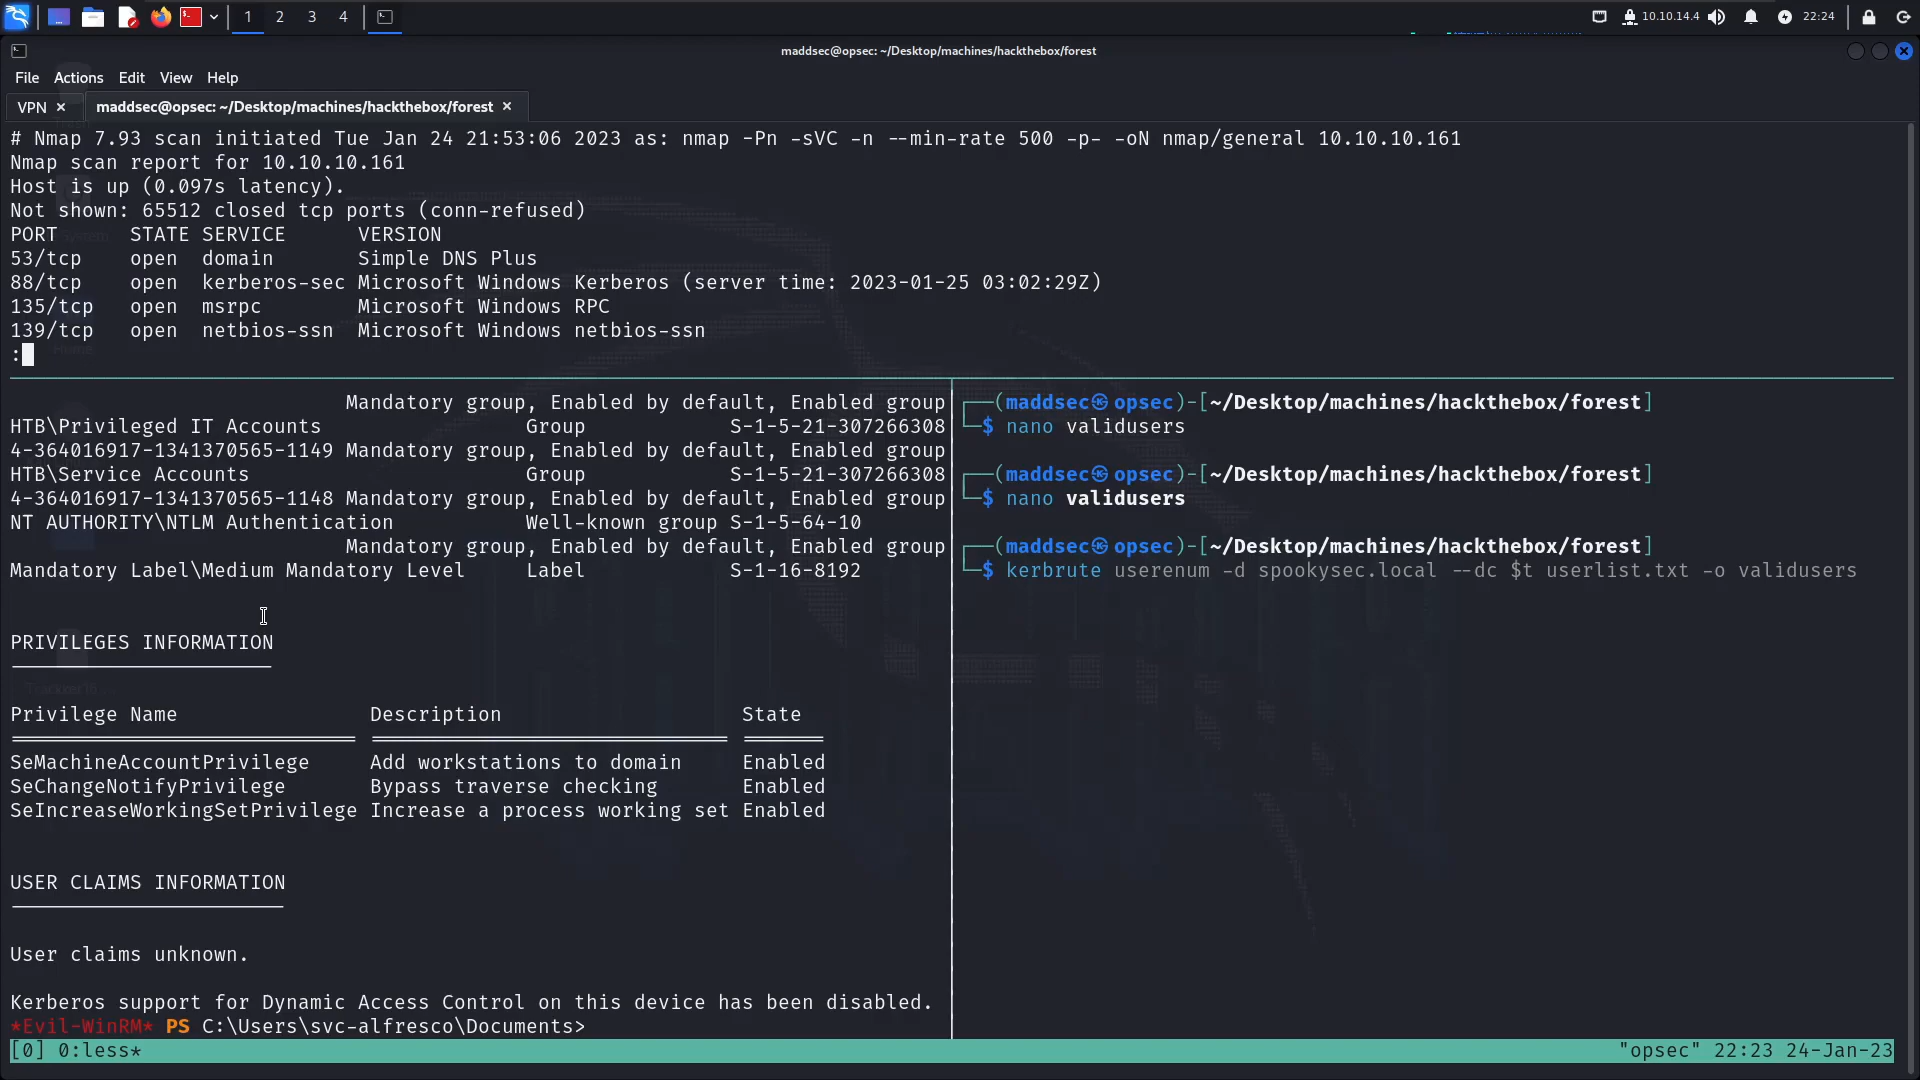 1 2 3 4
10.10.14.4
22:24
maddsec@opsec: ~/Desktop/machines/hackthebox/forest
File Actions Edit View Help
VPN × maddsec@opsec: ~/Desktop/machines/hackthebox/forest ×
# Nmap 7.93 scan initiated Tue Jan 24 21:53:06 2023 as: nmap -Pn -sVC -n --min-rate 500 -p- -oN nmap/general 10.10.10.161
Nmap scan report for 10.10.10.161
Host is up (0.097s latency).
Not shown: 65512 closed tcp ports (conn-refused)
PORT STATE SERVICE VERSION
53/tcp open domain Simple DNS Plus
88/tcp open kerberos-sec Microsoft Windows Kerberos (server time: 2023-01-25 03:02:29Z)
135/tcp open msrpc Microsoft Windows RPC
139/tcp open netbios-ssn Microsoft Windows netbios-ssn
:
Mandatory group, Enabled by default, Enabled group
HTB\Privileged IT Accounts Group S-1-5-21-307266308
4-364016917-1341370565-1149 Mandatory group, Enabled by default, Enabled group
HTB\Service Accounts Group S-1-5-21-307266308
4-364016917-1341370565-1148 Mandatory group, Enabled by default, Enabled group
NT AUTHORITY\NTLM Authentication Well-known group S-1-5-64-10
Mandatory group, Enabled by default, Enabled group
Mandatory Label\Medium Mandatory Level Label S-1-16-8192
PRIVILEGES INFORMATION
Privilege Name Description State
SeMachineAccountPrivilege Add workstations to domain Enabled
SeChangeNotifyPrivilege Bypass traverse checking Enabled
SeIncreaseWorkingSetPrivilege Increase a process working set Enabled
USER CLAIMS INFORMATION
User claims unknown.
Kerberos support for Dynamic Access Control on this device has been disabled.
*Evil-WinRM* PS C:\Users\svc-alfresco\Documents>
(maddsec㉿opsec)-[~/Desktop/machines/hackthebox/forest]
$ nano validusers
(maddsec㉿opsec)-[~/Desktop/machines/hackthebox/forest]
$ nano validusers
(maddsec㉿opsec)-[~/Desktop/machines/hackthebox/forest]
$ kerbrute userenum -d spookysec.local --dc $t userlist.txt -o validusers
[0] 0:less* "opsec" 22:23 24-Jan-23